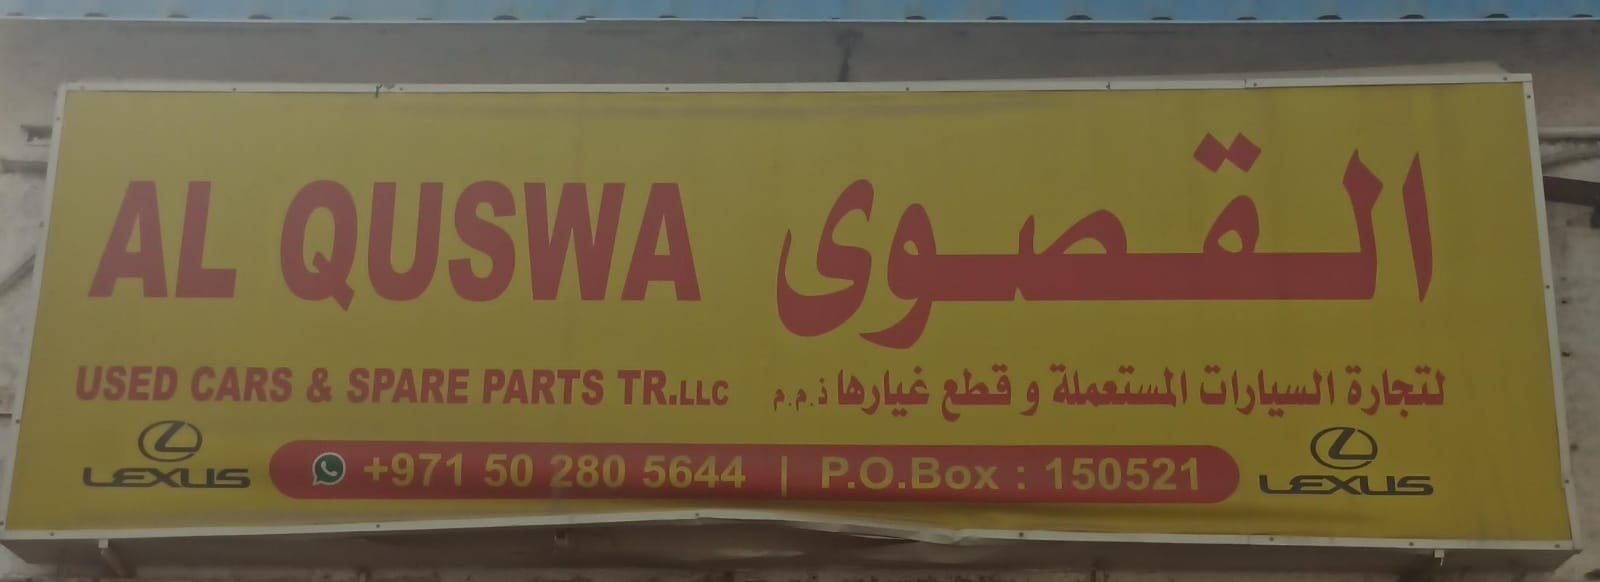 AL QUSWA القصوى
USED CARS & SPARE PARTS TR.LLC لتجارة السيارات المستعملة و قطع غيارها ذ.م.م
LEXUS +971 50 280 5644 | P.O.Box : 150521 LEXUS